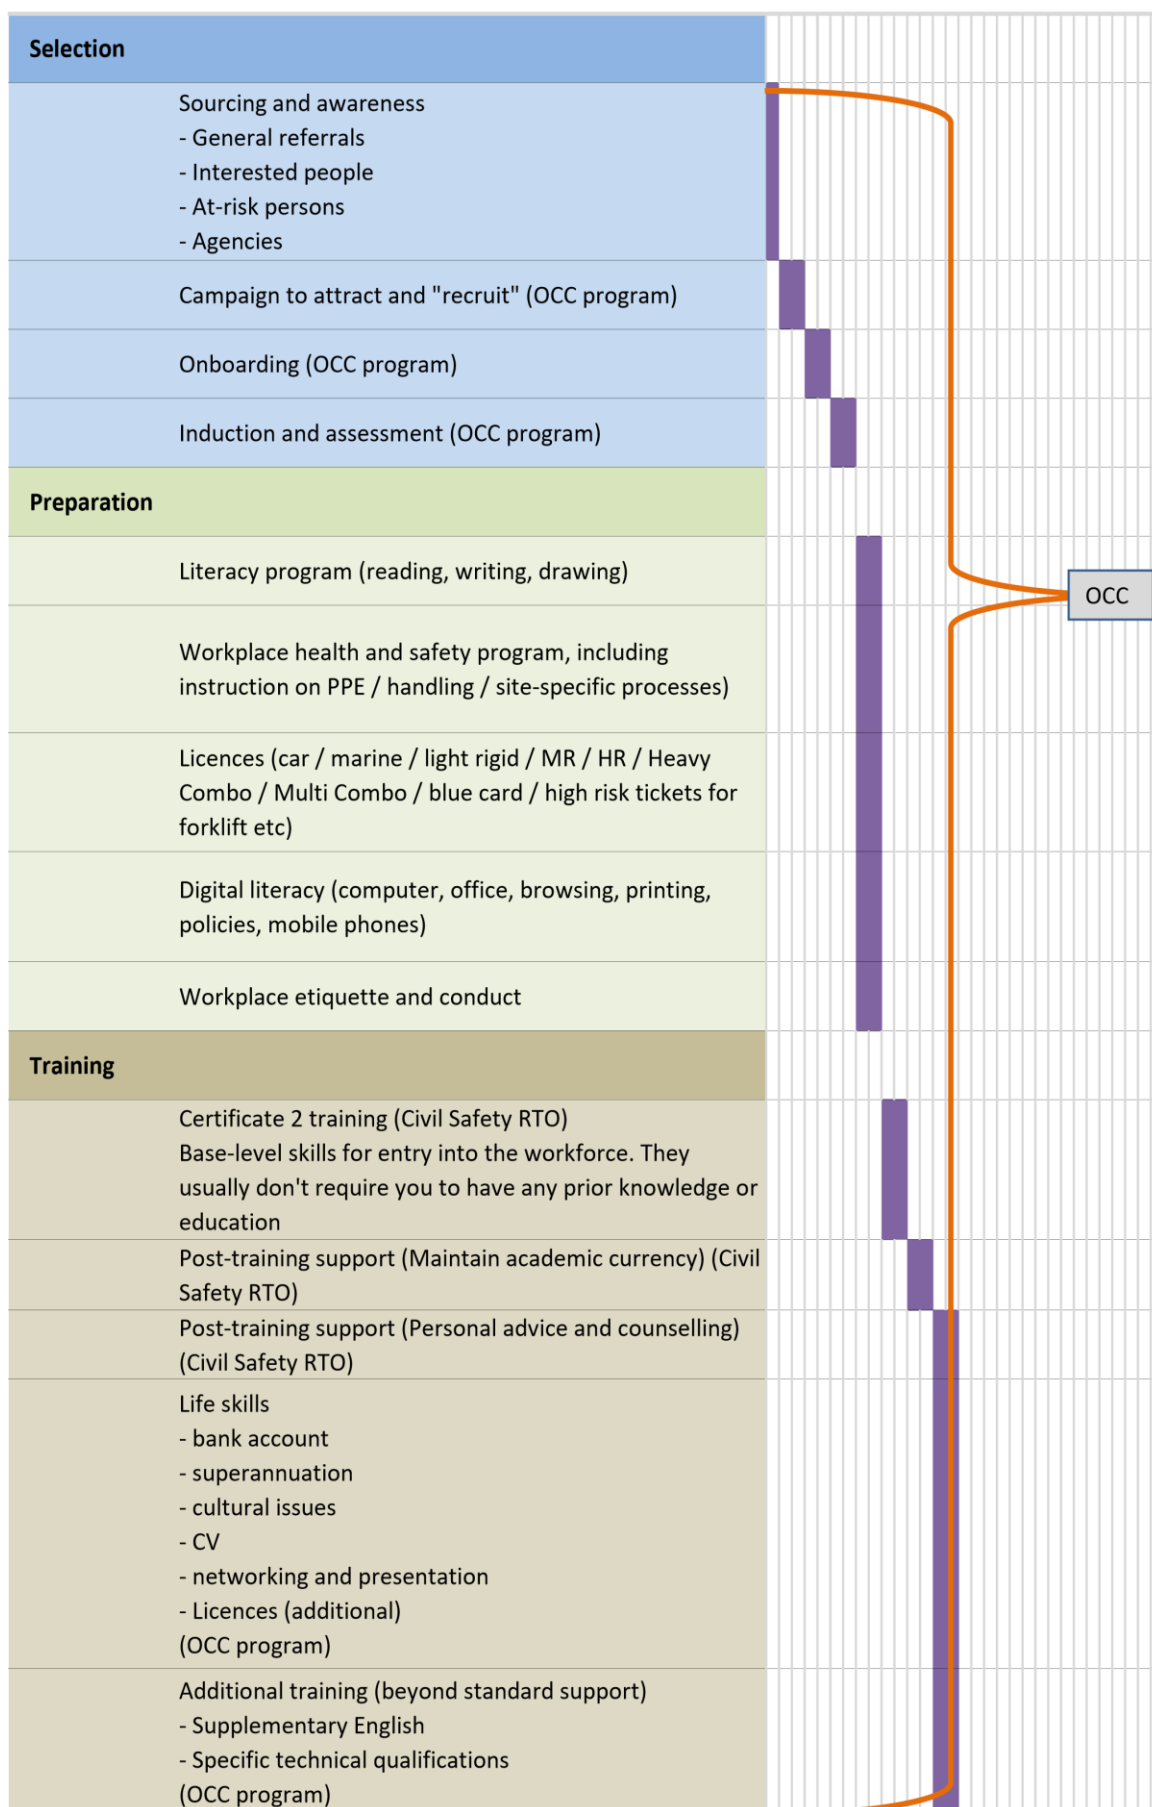 Selection
Sourcing and awareness
- General referrals
- Interested people
- At-risk persons
- Agencies
Campaign to attract and "recruit" (OCC program)
Onboarding (OCC program)
Induction and assessment (OCC program)
Preparation
Literacy program (reading, writing, drawing)
OCC
Workplace health and safety program, including
instruction on PPE / handling / site-specific processes)
Licences (car / marine / light rigid / MR / HR / Heavy
Combo / Multi Combo / blue card / high risk tickets for
forklift etc)
Digital literacy (computer, office, browsing, printing,
policies, mobile phones)
Workplace etiquette and conduct
Training
Certificate 2 training (Civil Safety RTO)
Base-level skills for entry into the workforce. They
usually don't require you to have any prior knowledge or
education
Post-training support (Maintain academic currency) (Civil
Safety RTO)
Post-training support (Personal advice and counselling)
(Civil Safety RTO)
Life skills
- bank account
- superannuation
- cultural issues
- CV
- networking and presentation
- Licences (additional)
(OCC program)
Additional training (beyond standard support)
- Supplementary English
- Specific technical qualifications
(OCC program)